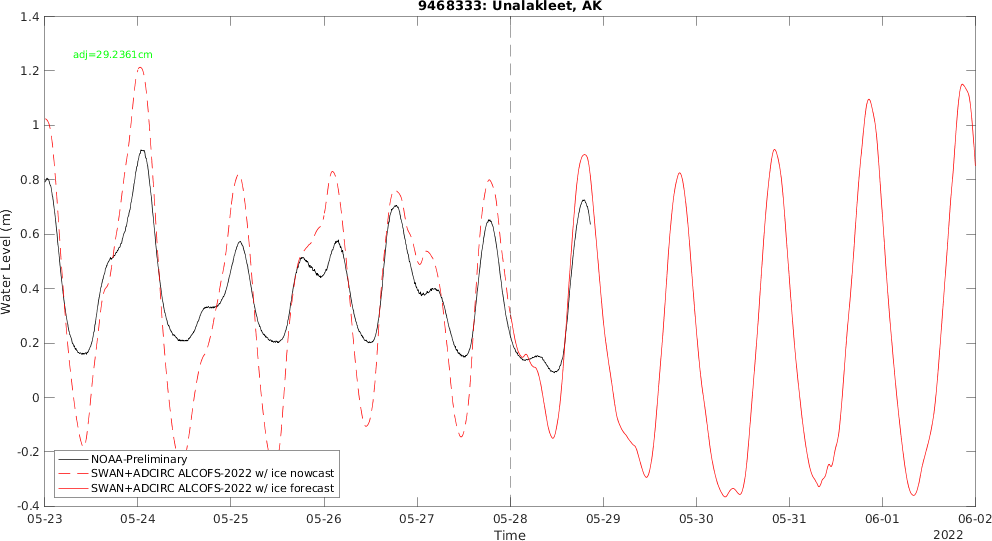 9468333: Unalakleet, AK
adj=29.2361cm
Water Level (m)
1.4
1.2
1
0.8
0.6
0.4
0.2
0
-0.2
-0.4
NOAA-Preliminary
SWAN+ADCIRC ALCOFS-2022 w/ ice nowcast
SWAN+ADCIRC ALCOFS-2022 w/ ice forecast
05-23 05-24 05-25 05-26 05-27 05-28 05-29 05-30 05-31 06-01 06-02
Time
2022